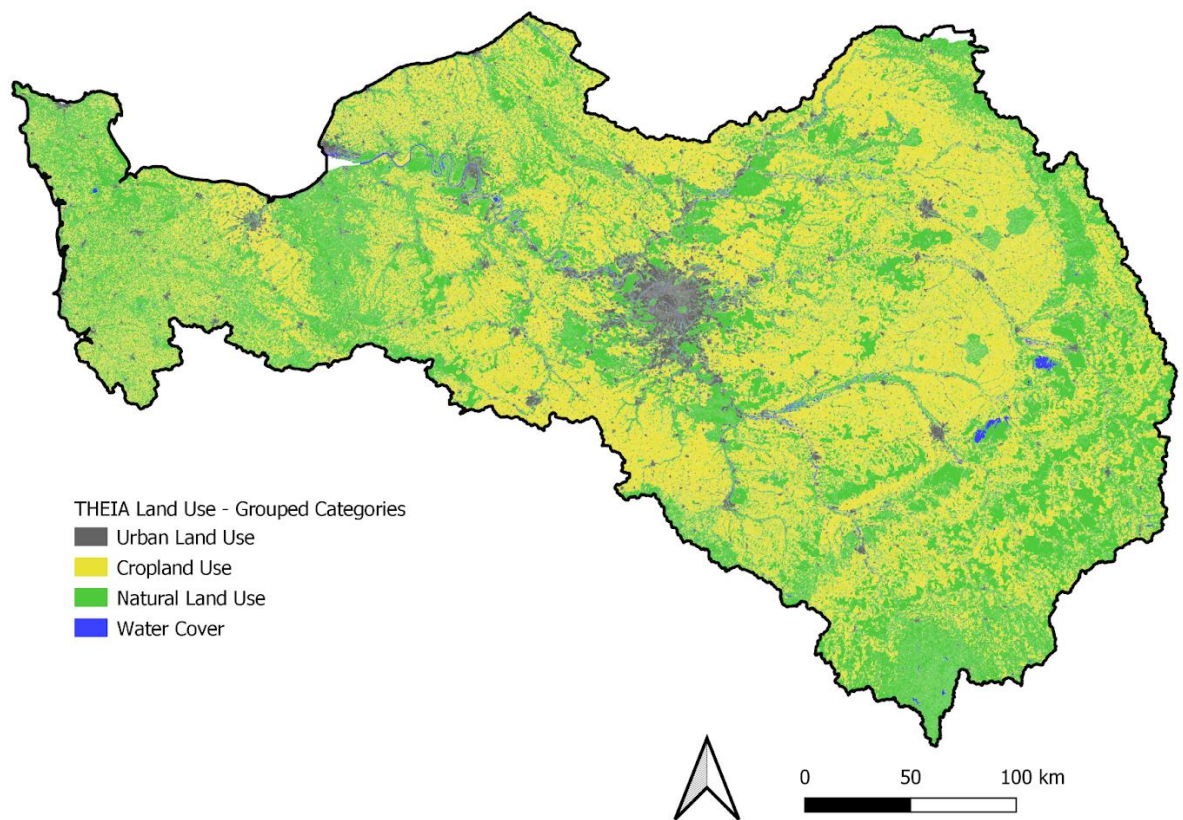 THEIA Land Use - Grouped Categories
Urban Land Use
Cropland Use
Natural Land Use
Water Cover
0 50 100 km